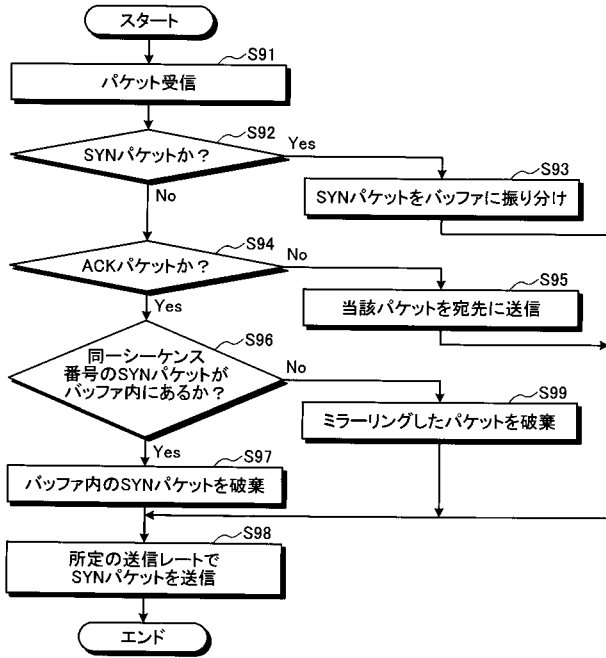 スタート
S91
パケット受信
S92
SYNパケットか？
Yes
No
S93
SYNパケットをバッファに振り分け
S94
ACKパケットか？
No
Yes
S95
当該パケットを宛先に送信
S96
同一シーケンス
番号のSYNパケットが
バッファ内にあるか？
No
Yes
S99
ミラーリングしたパケットを破棄
S97
バッファ内のSYNパケットを破棄
S98
所定の送信レートで
SYNパケットを送信
エンド